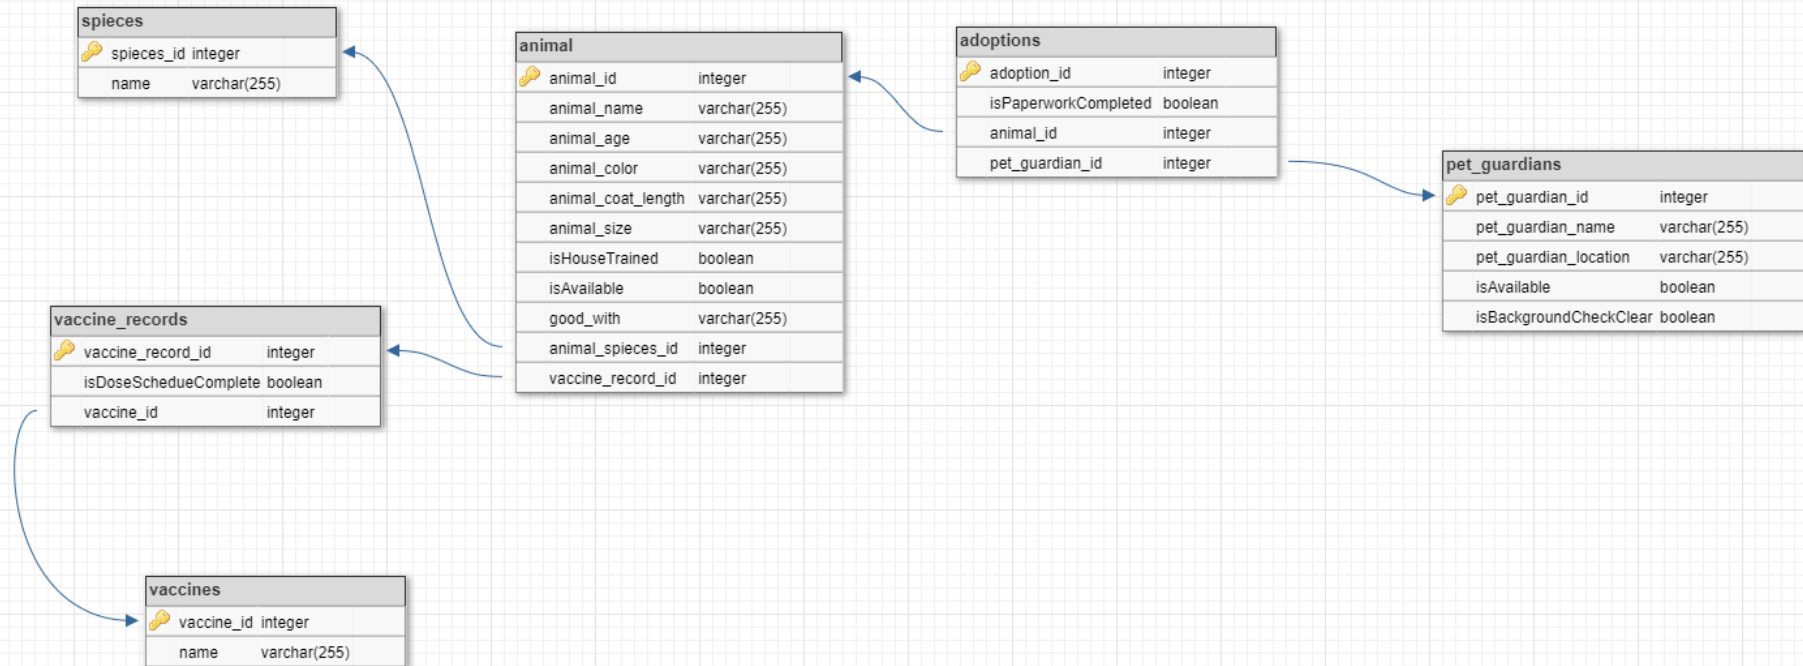 spieces
spieces_id integer
name varchar(255)
animal
animal_id integer
animal_name varchar(255)
animal_age varchar(255)
animal_color varchar(255)
animal_coat_length varchar(255)
animal_size varchar(255)
isHouseTrained boolean
isAvailable boolean
good_with varchar(255)
animal_spieces_id integer
vaccine_record_id integer
adoptions
adoption_id integer
isPaperworkCompleted boolean
animal_id integer
pet_guardian_id integer
pet_guardians
pet_guardian_id integer
pet_guardian_name varchar(255)
pet_guardian_location varchar(255)
isAvailable boolean
isBackgroundCheckClear boolean
vaccine_records
vaccine_record_id integer
isDoseSchedueComplete boolean
vaccine_id integer
vaccines
vaccine_id integer
name varchar(255)